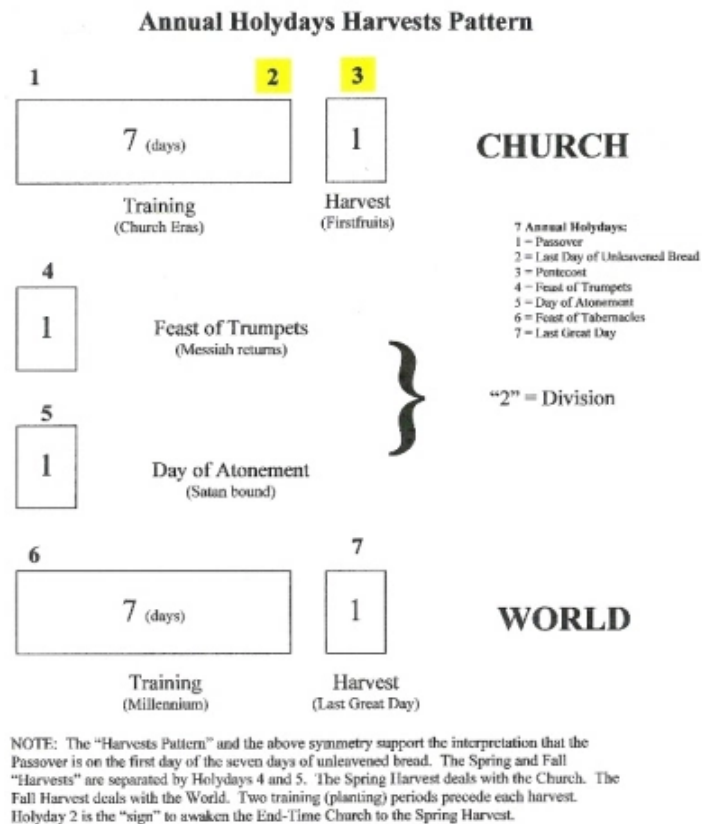 Annual Holydays Harvests Pattern
1 2 3
7 (days) 1 CHURCH
Training Harvest
(Church Eras) (Firstfruits)
7 Annual Holydays:
1 = Passover
2 = Last Day of Unleavened Bread
3 = Pentecost
4 = Feast of Trumpets
5 = Day of Atonement
6 = Feast of Tabernacles
7 = Last Great Day
4
1 Feast of Trumpets
(Messiah returns)
"2" = Division
5
1 Day of Atonement
(Satan bound)
6 7
7 (days) 1 WORLD
Training Harvest
(Millennium) (Last Great Day)
NOTE: The "Harvests Pattern" and the above symmetry support the interpretation that the
Passover is on the first day of the seven days of unleavened bread. The Spring and Fall
"Harvests" are separated by Holydays 4 and 5. The Spring Harvest deals with the Church. The
Fall Harvest deals with the World. Two training (planting) periods precede each harvest.
Holyday 2 is the "sign" to awaken the End-Time Church to the Spring Harvest.